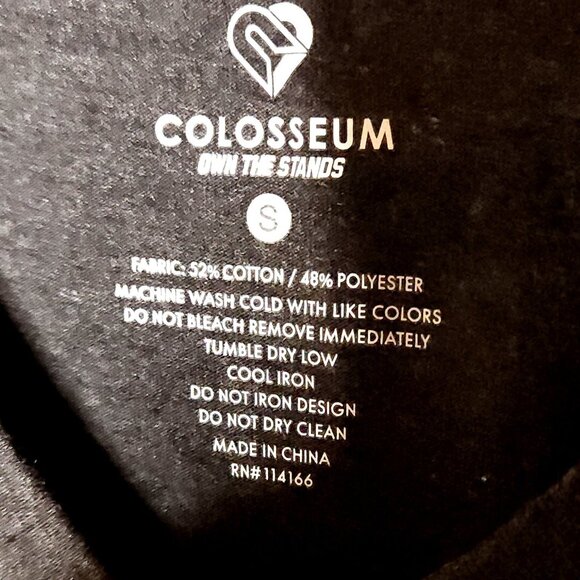 COLOSSEUM
OWN THE STANDS
S
FABRIC: 52% COTTON / 48% POLYESTER
MACHINE WASH COLD WITH LIKE COLORS
DO NOT BLEACH REMOVE IMMEDIATELY
TUMBLE DRY LOW
COOL IRON
DO NOT IRON DESIGN
DO NOT DRY CLEAN
MADE IN CHINA
RN#114166